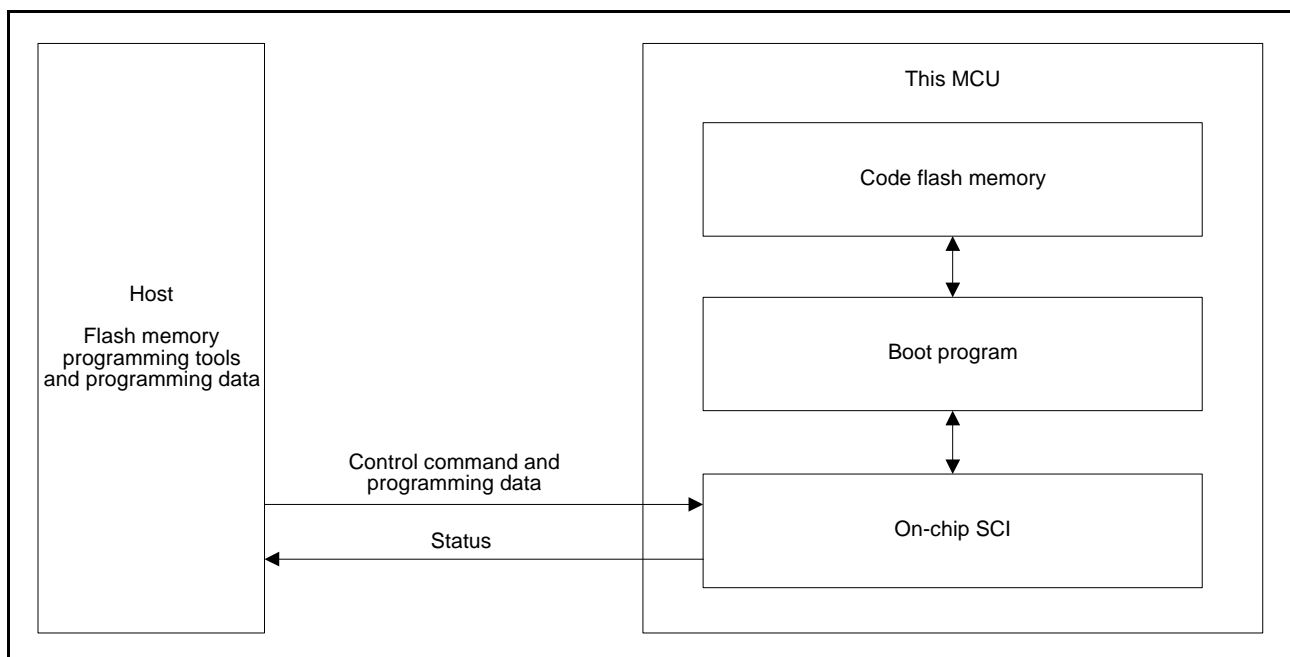 Host
Flash memory
programming tools
and programming data
Control command and
programming data
Status
This MCU
Code flash memory
Boot program
On-chip SCI